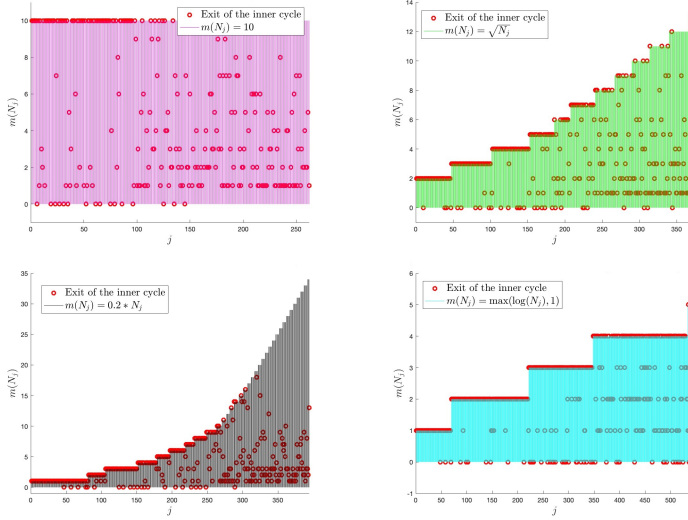 10
8
6
4
2
0
m(N_j)
Exit of the inner cycle
m(N_j) = 10
0 50 100 150 200 250
j
14
12
10
8
6
4
2
0
m(N_j)
Exit of the inner cycle
m(N_j) = √N_j
0 50 100 150 200 250 300 350
j
35
30
25
20
15
10
5
0
m(N_j)
Exit of the inner cycle
m(N_j) = 0.2 * N_j
0 50 100 150 200 250 300 350
j
6
5
4
3
2
1
0
-1
m(N_j)
Exit of the inner cycle
m(N_j) = max(log(N_j), 1)
0 50 100 150 200 250 300 350 400 450 500
j